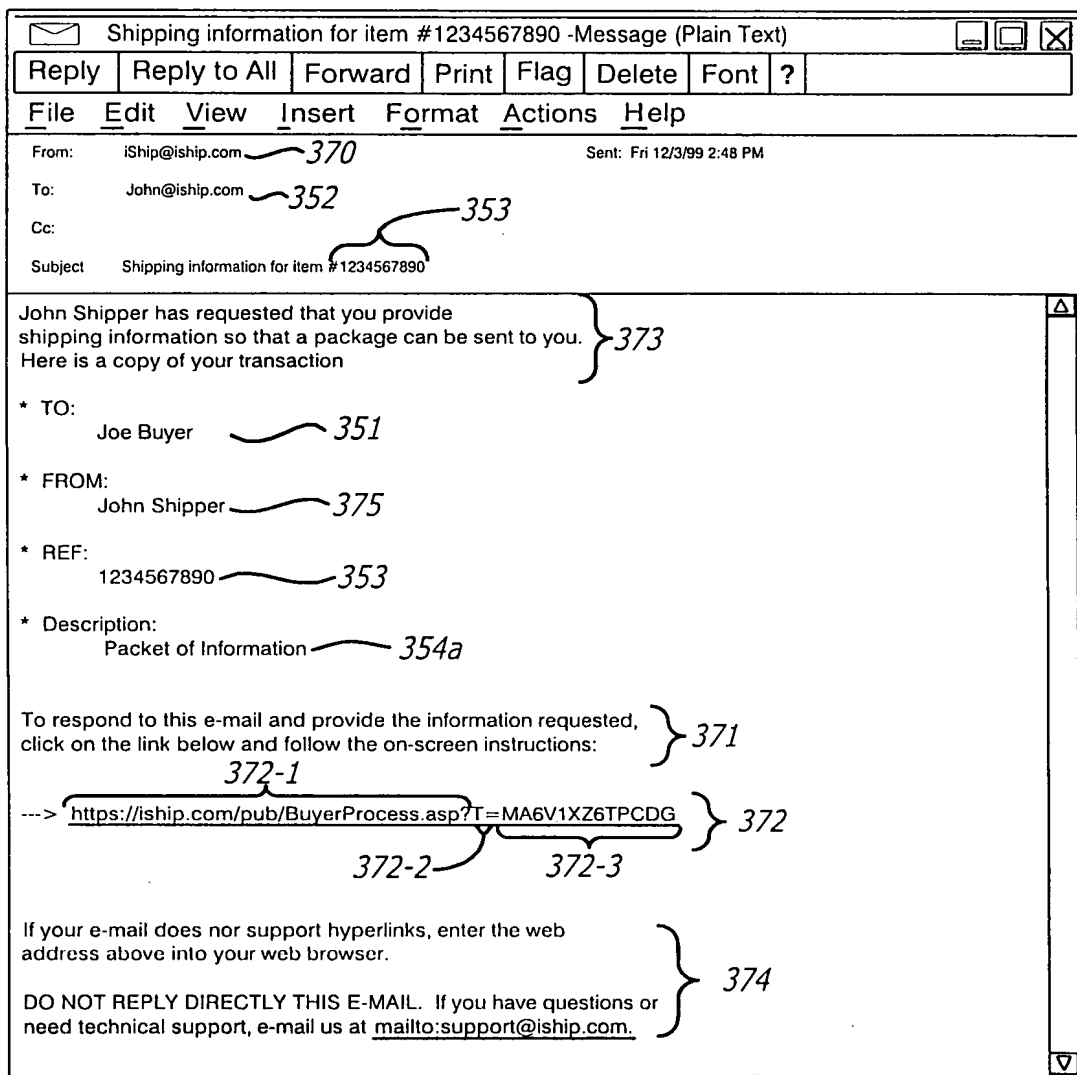 Shipping information for item #1234567890 -Message (Plain Text)
Reply Reply to All Forward Print Flag Delete Font ?
File Edit View Insert Format Actions Help
From: iShip@iship.com 370 Sent: Fri 12/3/99 2:48 PM
To: John@iship.com 352
353
Cc:
Subject Shipping information for item #1234567890
John Shipper has requested that you provide
shipping information so that a package can be sent to you. 373
Here is a copy of your transaction
* TO:
Joe Buyer 351
* FROM:
John Shipper 375
* REF:
1234567890 353
* Description:
Packet of Information 354a
To respond to this e-mail and provide the information requested,
click on the link below and follow the on-screen instructions: 371
372-1
---> https://iship.com/pub/BuyerProcess.asp?T=MA6V1XZ6TPCDG 372
372-2 372-3
If your e-mail does nor support hyperlinks, enter the web
address above into your web browser.
374
DO NOT REPLY DIRECTLY THIS E-MAIL. If you have questions or
need technical support, e-mail us at mailto:support@iship.com.